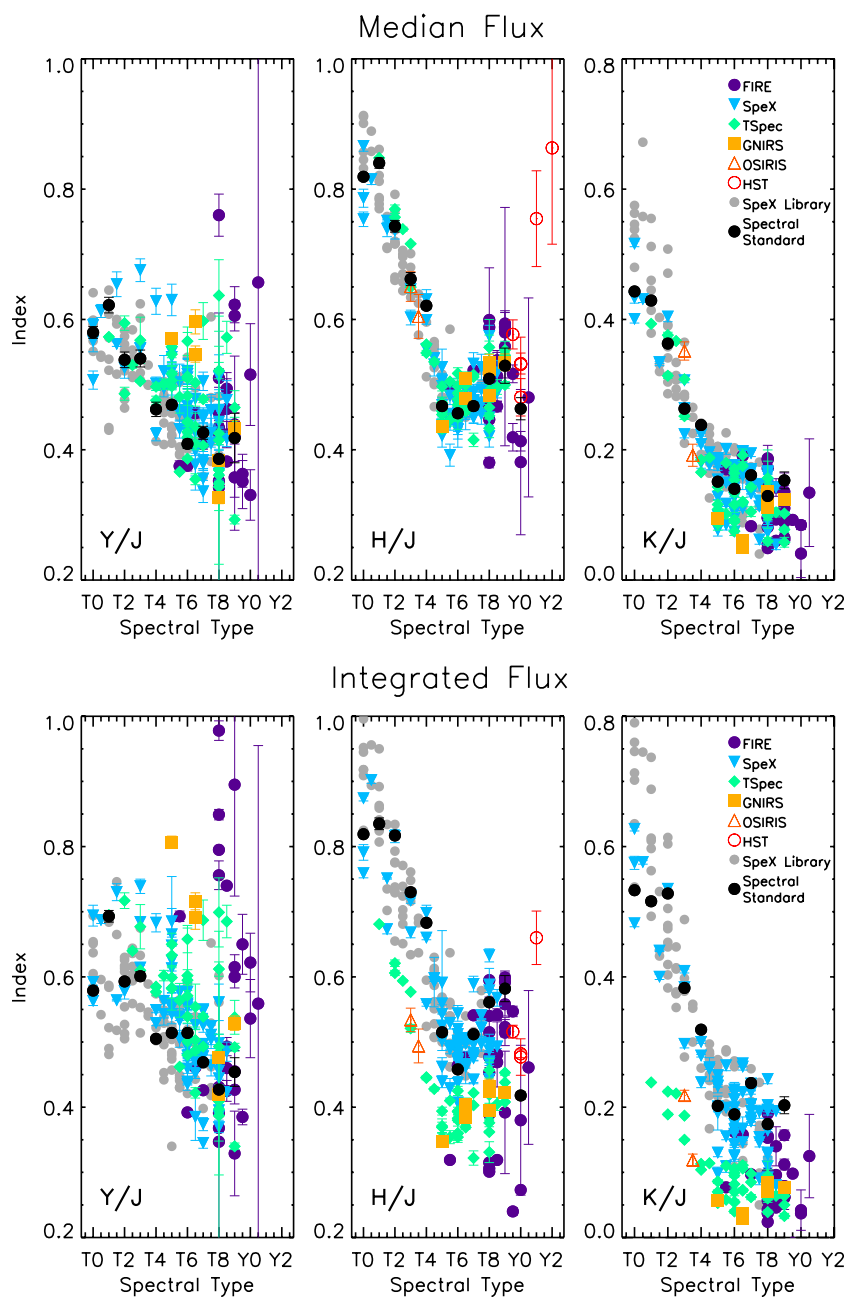 Median Flux
1.0
0.8
0.6
0.4
0.2
Index
Y/J
T0 T2 T4 T6 T8 Y0 Y2
Spectral Type
1.0
0.8
0.6
0.4
0.2
H/J
T0 T2 T4 T6 T8 Y0 Y2
Spectral Type
0.8
0.6
0.4
0.2
0.0
FIRE
SpeX
TSpec
GNIRS
OSIRIS
HST
SpeX Library
Spectral
Standard
K/J
T0 T2 T4 T6 T8 Y0 Y2
Spectral Type
Integrated Flux
1.0
0.8
0.6
0.4
0.2
Index
Y/J
T0 T2 T4 T6 T8 Y0 Y2
Spectral Type
1.0
0.8
0.6
0.4
0.2
H/J
T0 T2 T4 T6 T8 Y0 Y2
Spectral Type
0.8
0.6
0.4
0.2
0.0
FIRE
SpeX
TSpec
GNIRS
OSIRIS
HST
SpeX Library
Spectral
Standard
K/J
T0 T2 T4 T6 T8 Y0 Y2
Spectral Type